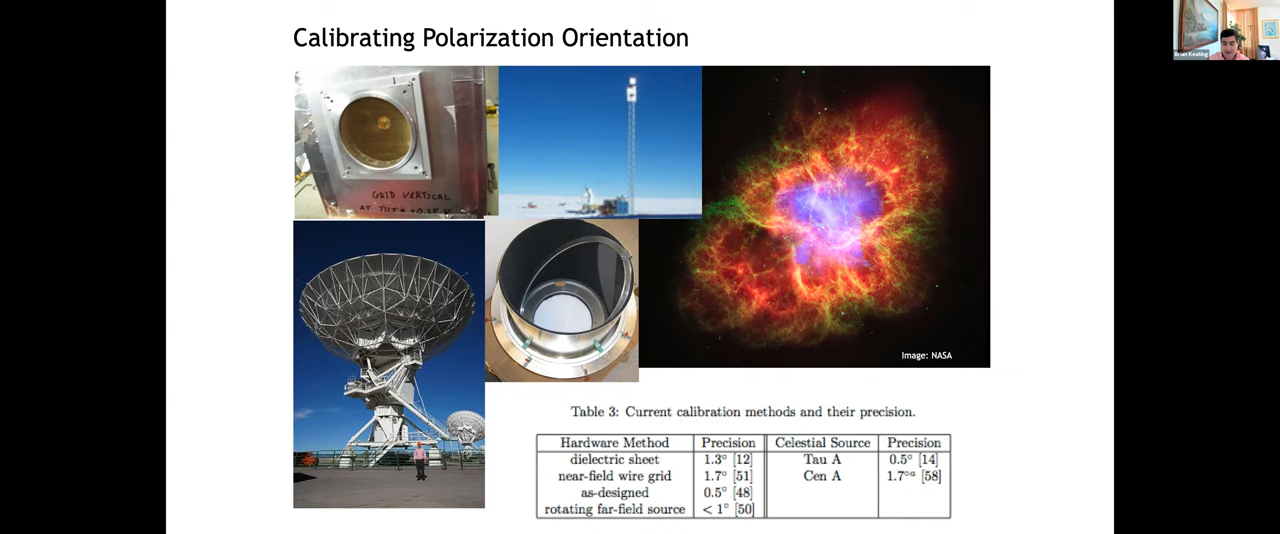 Calibrating Polarization Orientation
Brian Keating
GRID VERTICAL
AT TILT =
Image: NASA
Table 3: Current calibration methods and their precision.
Hardware Method Precision Celestial Source Precision
dielectric sheet 1.3° [12] Tau A 0.5° [14]
near-field wire grid 1.7° [51] Cen A 1.7°ᵃ [58]
as-designed 0.5° [48]
rotating far-field source < 1° [50]